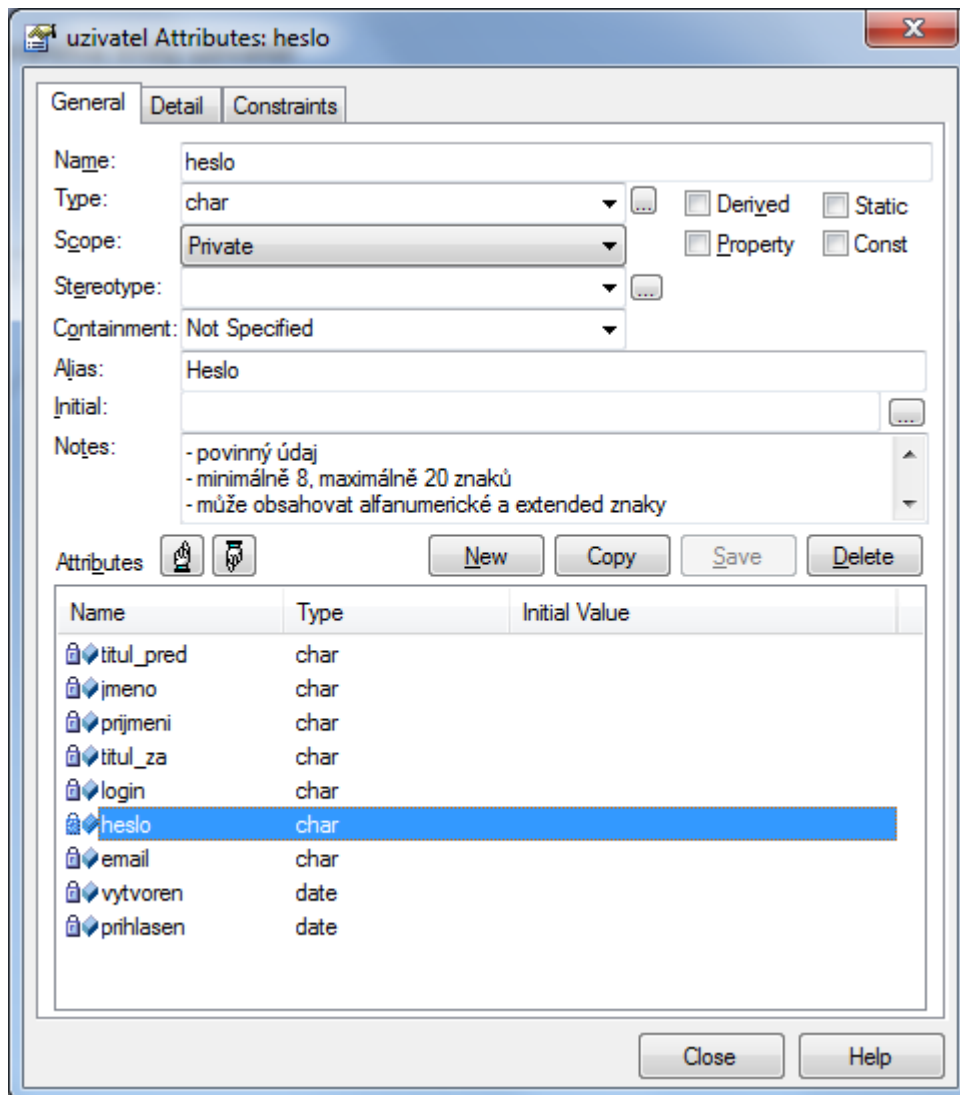 uzivatel Attributes: heslo
General Detail Constraints
Name: heslo
Type: char ... Derived Static
Scope: Private Property Const
Stereotype: ...
Containment: Not Specified
Alias: Heslo
Initial: ...
Notes: - povinný údaj
- minimálně 8, maximálně 20 znaků
- může obsahovat alfanumerické a extended znaky
Attributes New Copy Save Delete
Name Type Initial Value
titul_pred char
jmeno char
prijmeni char
titul_za char
login char
heslo char
email char
vytvoren date
prihlasen date
Close Help